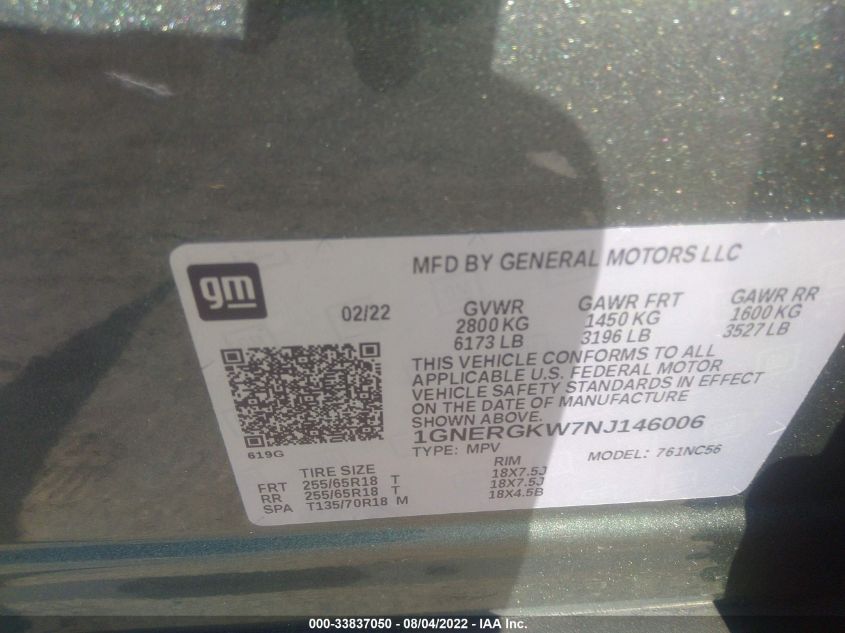 MFD BY GENERAL MOTORS LLC
gm
02/22
GVWR GAWR FRT GAWR RR
2800 KG 1450 KG 1600 KG
6173 LB 3196 LB 3527 LB
THIS VEHICLE CONFORMS TO ALL
APPLICABLE U.S. FEDERAL MOTOR
VEHICLE SAFETY STANDARDS IN EFFECT
ON THE DATE OF MANUFACTURE
SHOWN ABOVE.
1GNERGKW7NJ146006
619G
TYPE: MPV MODEL: 761NC56
TIRE SIZE RIM
FRT 255/65R18 T 18X7.5J
RR 255/65R18 T 18X7.5J
SPA T135/70R18 M 18X4.5B
000-33837050 - 08/04/2022 - IAA Inc.